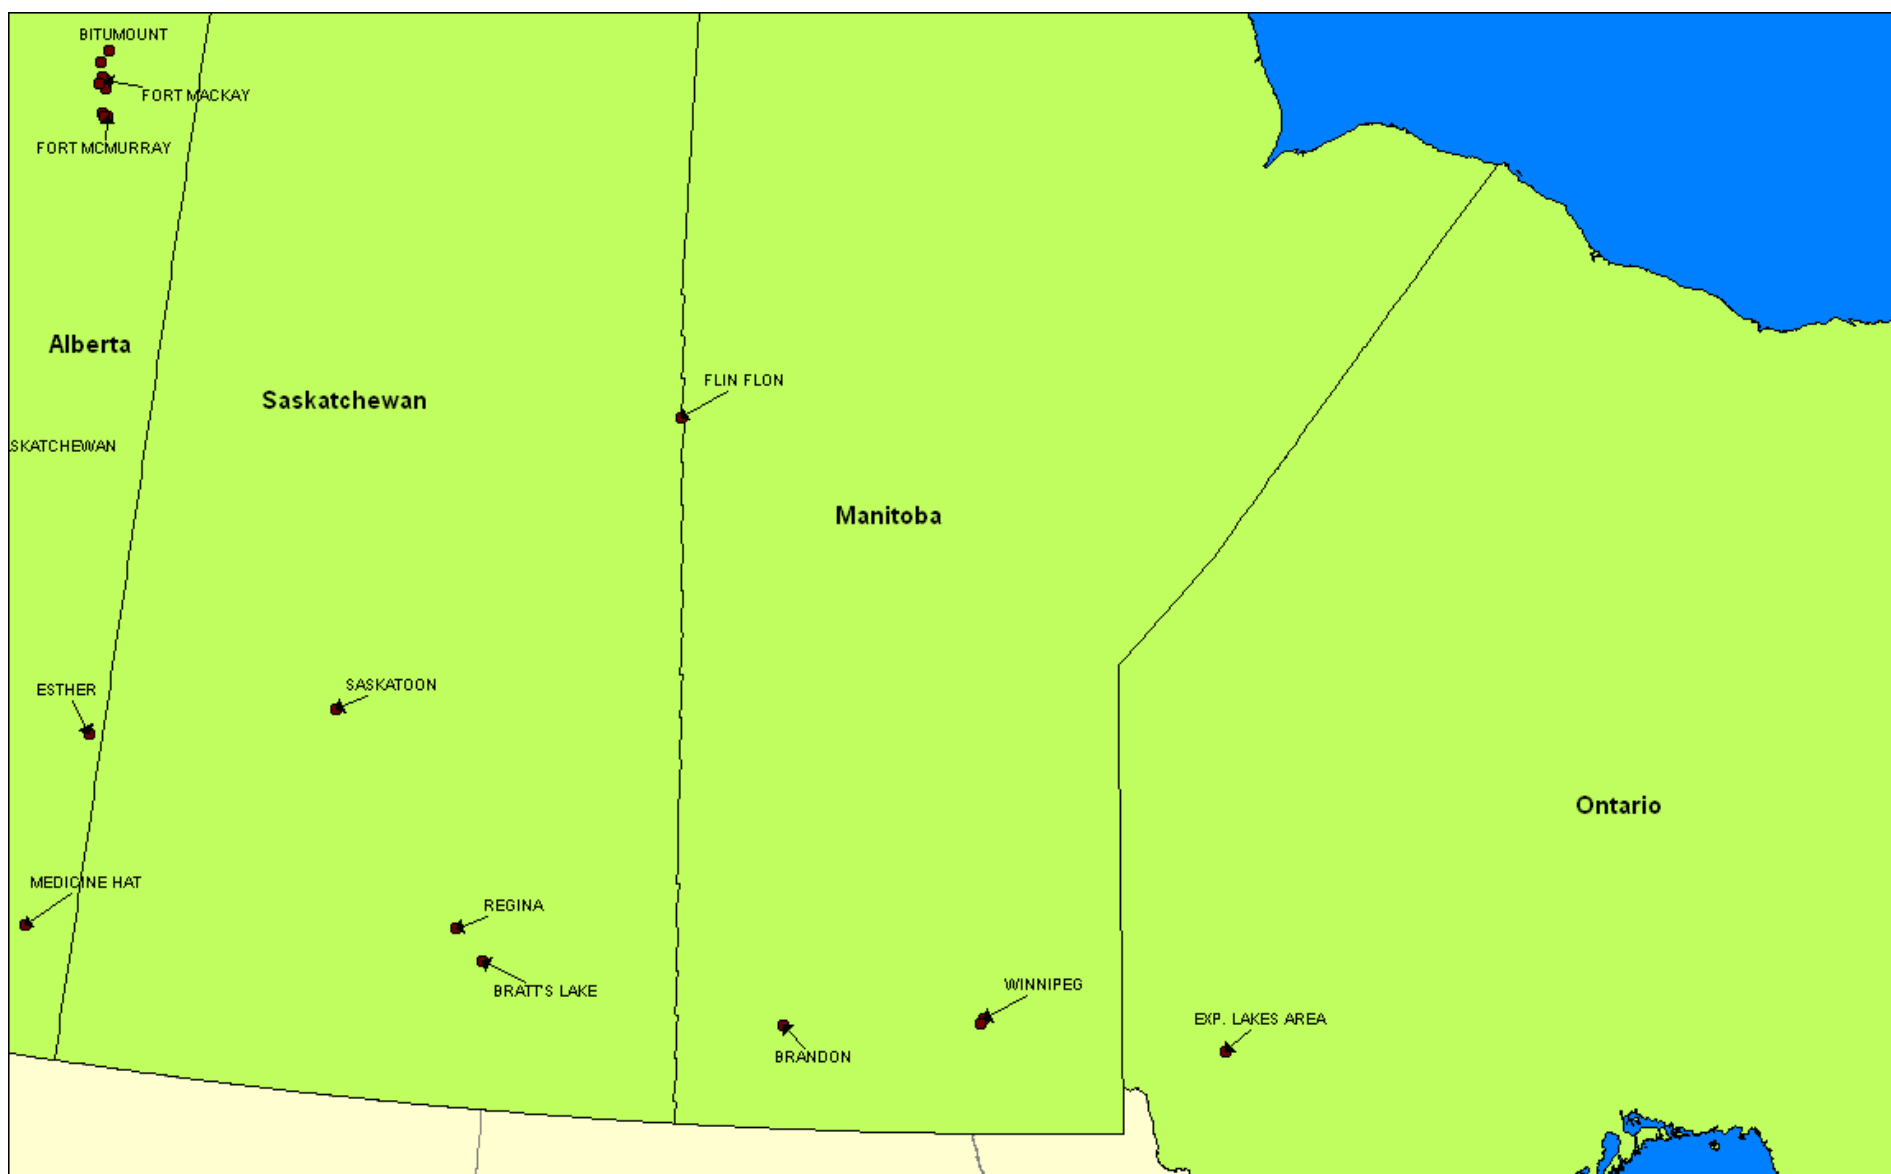 BITUMOUNT
FORT MACKAY
FORT MCMURRAY
Alberta
FLIN FLON
Saskatchewan
SKATCHEWAN
Manitoba
SASKATOON
ESTHER
Ontario
MEDICINE HAT
REGINA
WINNIPEG
BRATT'S LAKE
EXP. LAKES AREA
BRANDON